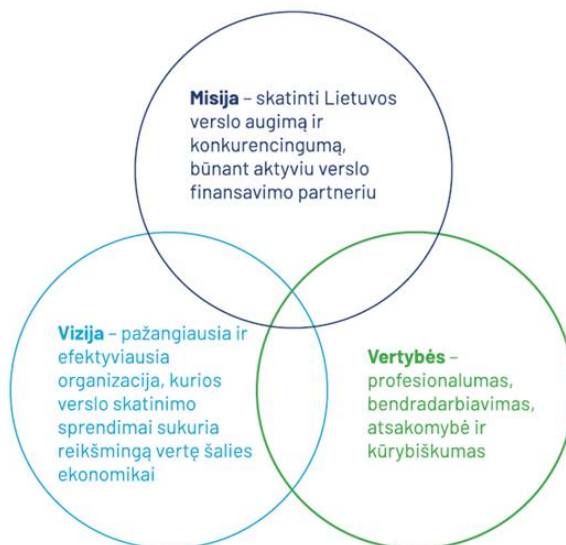 Misija – skatinti Lietuvos
verslo augimą ir
konkurencingumą,
būnant aktyviu verslo
finansavimo partneriu
Vizija – pažangiausia ir
efektyviausia
organizacija, kurios
verslo skatinimo
sprendimai sukuria
reikšmingą vertę šalies
ekonomikai
Vertybės –
profesionalumas,
bendradarbiavimas,
atsakomybė ir
kūrybiškumas